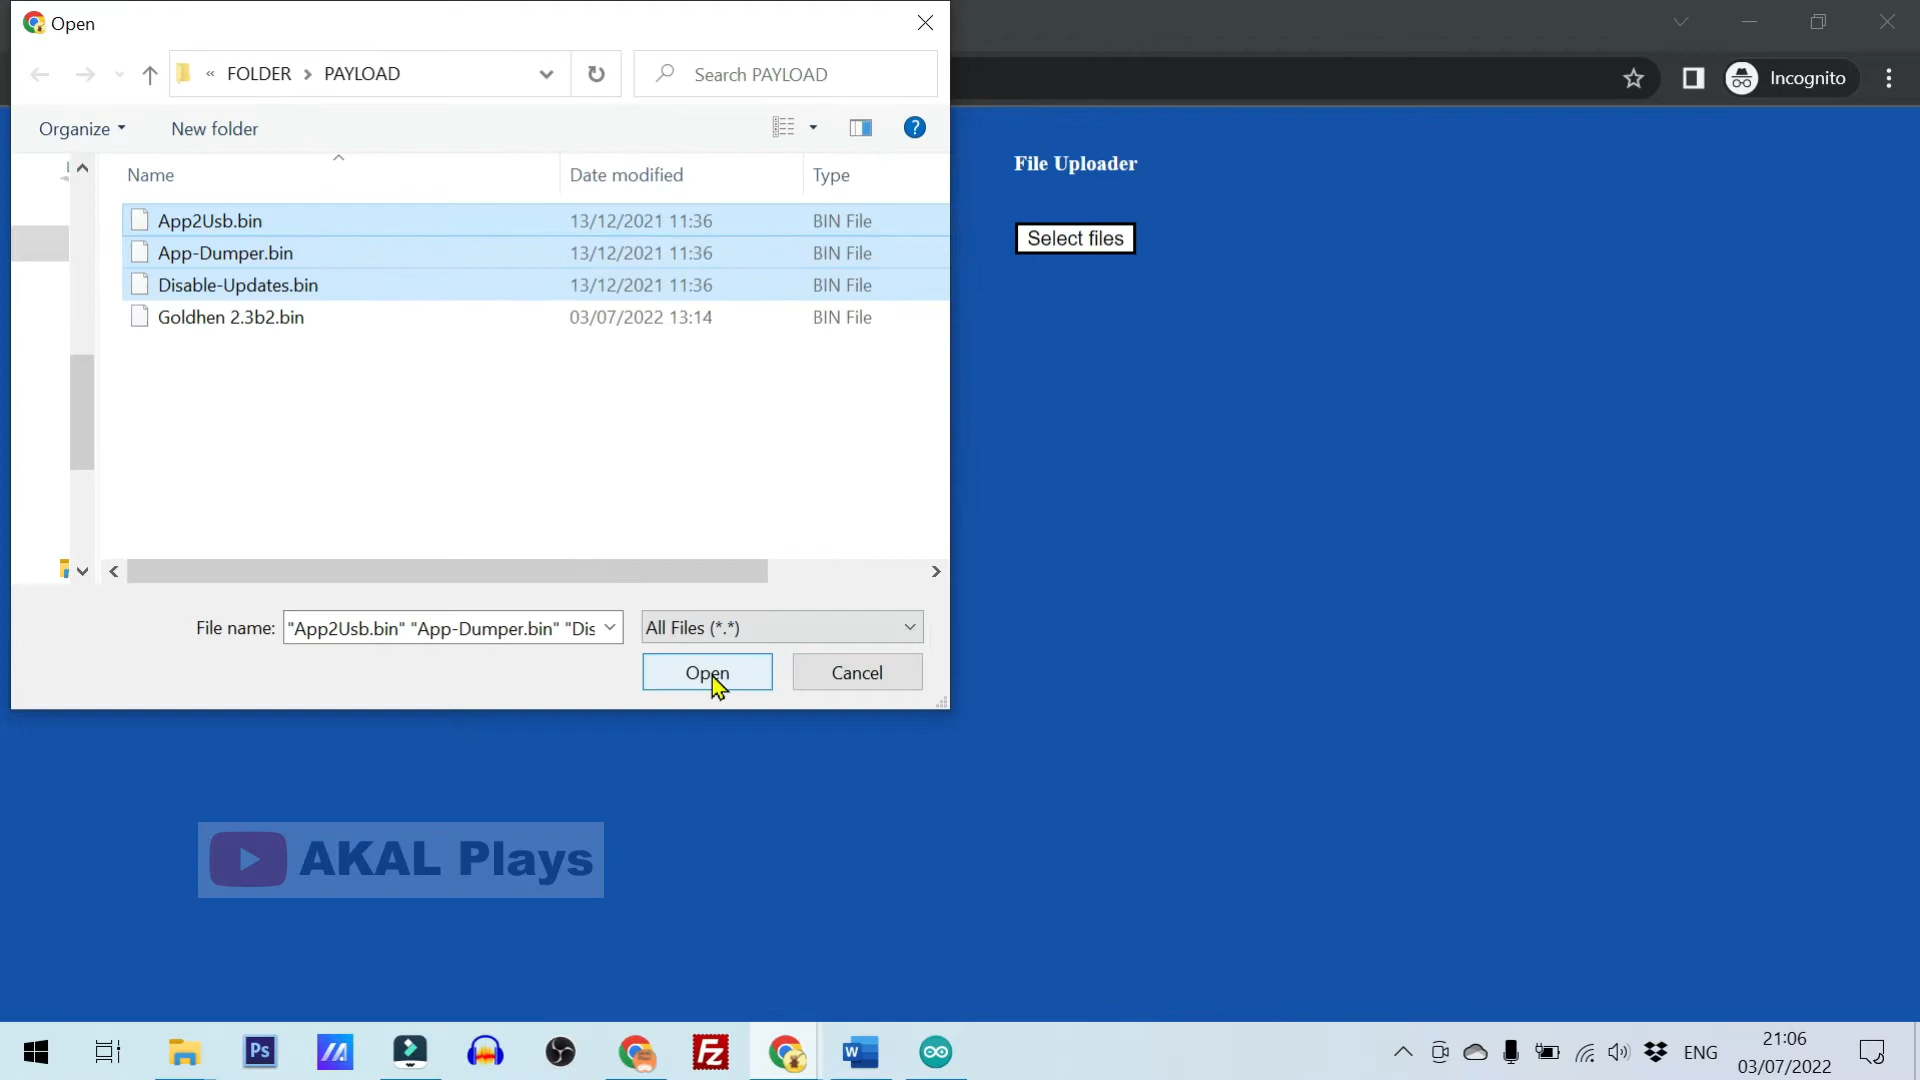 Open
« FOLDER > PAYLOAD
Search PAYLOAD
Incognito
Organize
New folder
?
Name
Date modified
Type
App2Usb.bin 13/12/2021 11:36 BIN File
App-Dumper.bin 13/12/2021 11:36 BIN File
Disable-Updates.bin 13/12/2021 11:36 BIN File
Goldhen 2.3b2.bin 03/07/2022 13:14 BIN File
File Uploader
Select files
File name: "App2Usb.bin" "App-Dumper.bin" "Dis
All Files (*.*)
Open
Cancel
AKAL Plays
Ps
FZ
W
ENG
21:06
03/07/2022